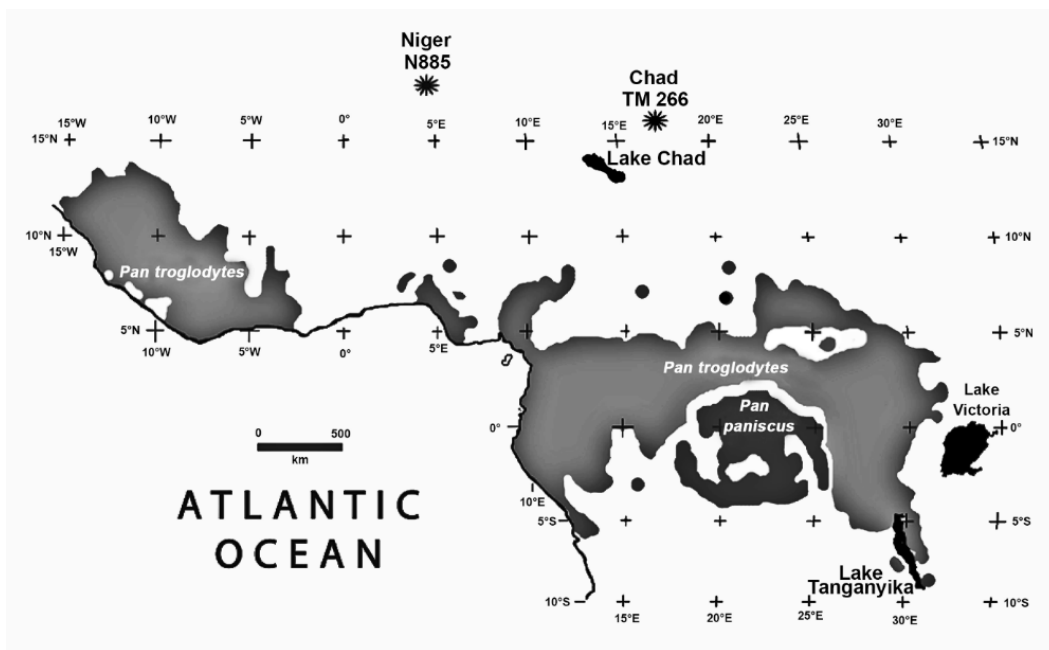 Niger
N885
Chad
TM 266
15°W
10°W
5°W
0°
5°E
10°E
15°E
20°E
25°E
30°E
15°N
15°N
Lake Chad
10°N
15°W
10°N
Pan troglodytes
5°N
10°W
5°W
0°
5°E
5°N
Pan troglodytes
Pan
paniscus
Lake
Victoria
0°
0°
0
500
km
10°E
5°S
5°S
ATLANTIC
OCEAN
Lake
Tanganyika
10°S
15°E
20°E
25°E
30°E
10°S